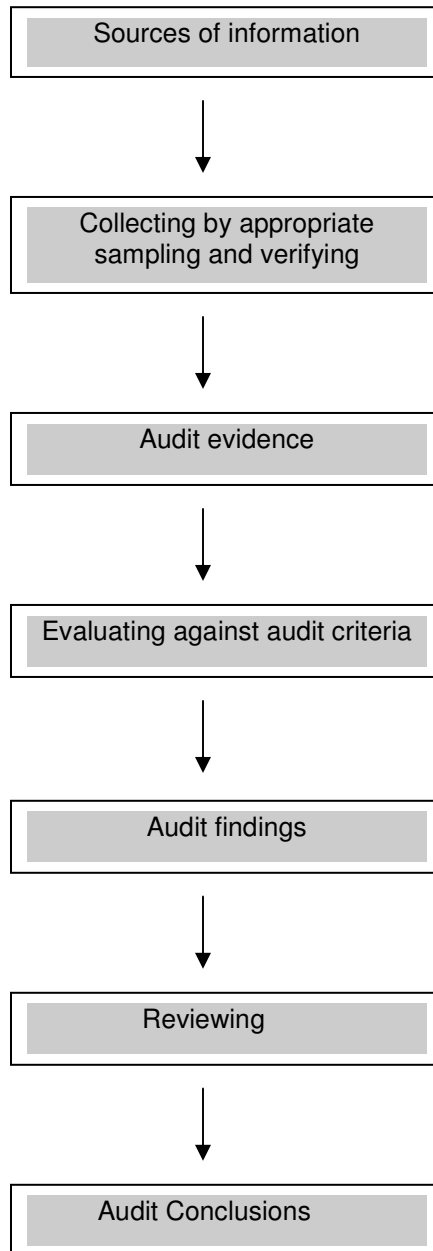 Sources of information
Collecting by appropriate
sampling and verifying
Audit evidence
Evaluating against audit criteria
Audit findings
Reviewing
Audit Conclusions